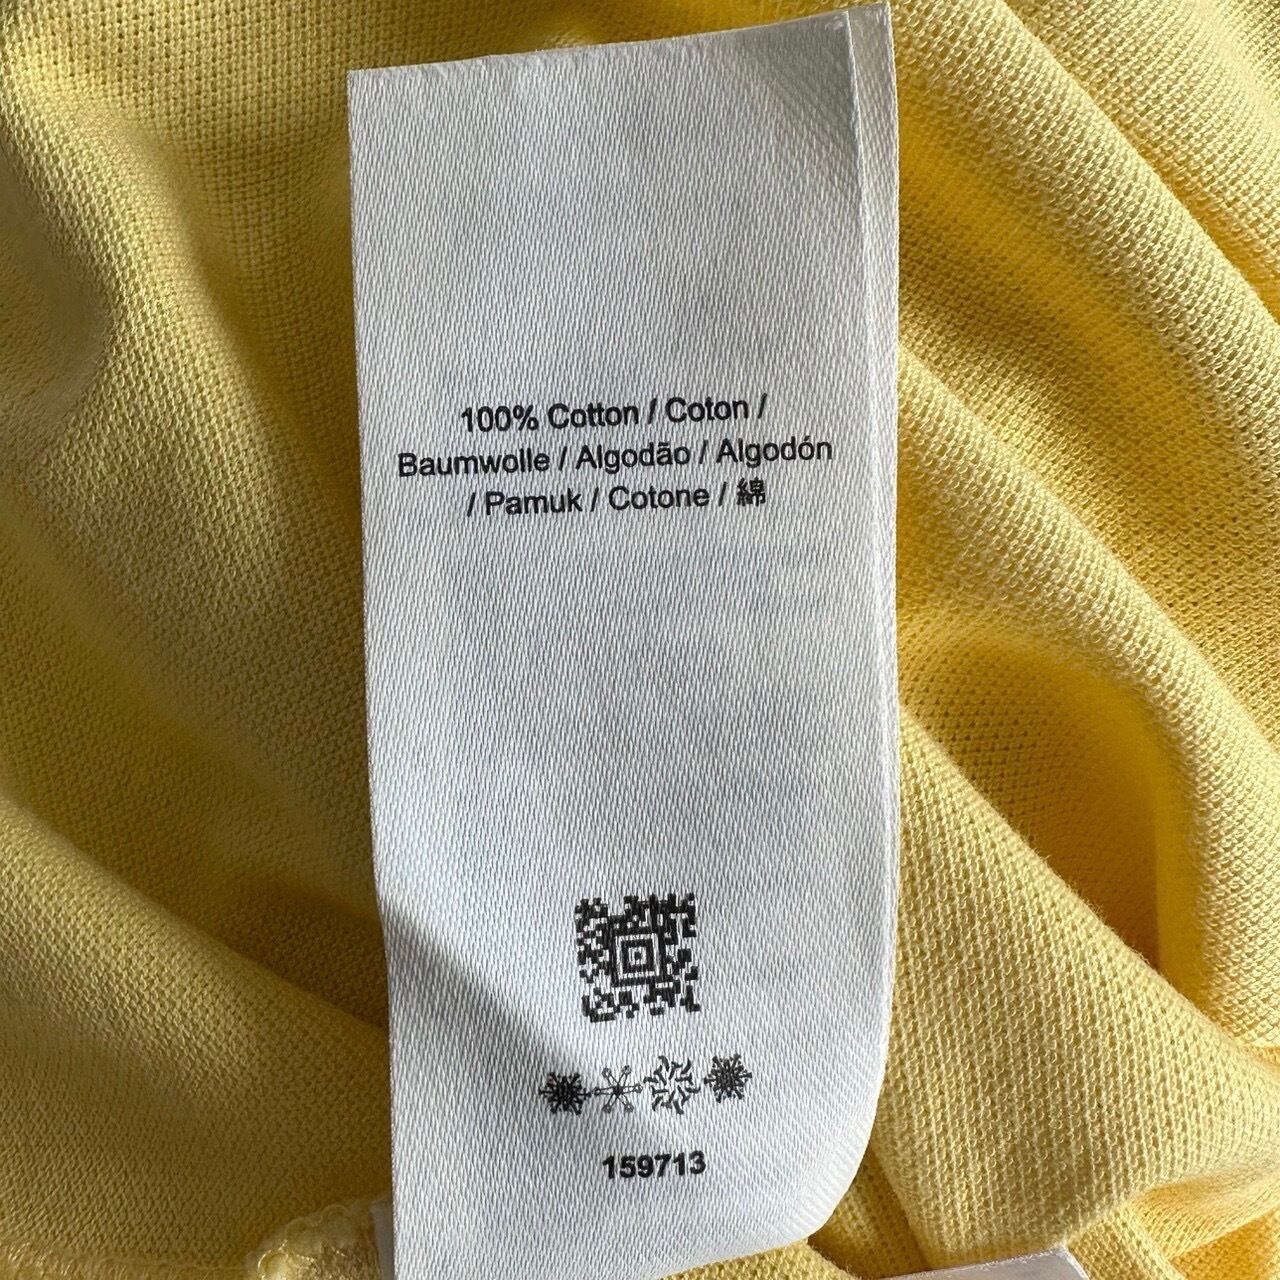 100% Cotton / Coton /
Baumwolle / Algodão / Algodón
/ Pamuk / Cotone / 綿
159713